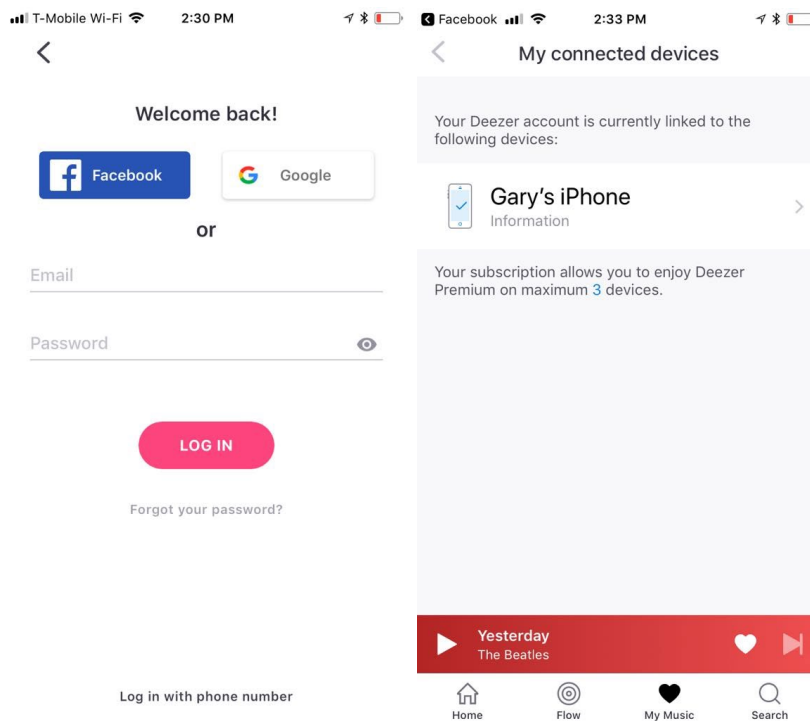 T-Mobile Wi-Fi 2:30 PM
Welcome back!
Facebook Google
or
Email
Password
LOG IN
Forgot your password?
Log in with phone number
Facebook 2:33 PM
My connected devices
Your Deezer account is currently linked to the
following devices:
Gary's iPhone
Information
Your subscription allows you to enjoy Deezer
Premium on maximum 3 devices.
Yesterday
The Beatles
Home Flow My Music Search